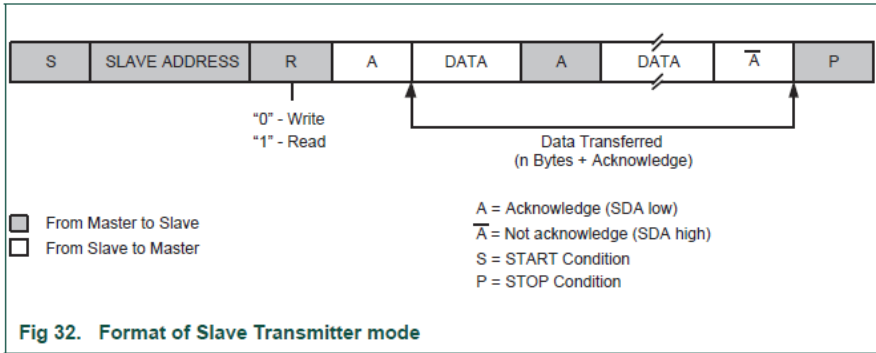 S SLAVE ADDRESS R A DATA A DATA A̅ P
“0” - Write
“1” - Read
Data Transferred
(n Bytes + Acknowledge)
From Master to Slave
From Slave to Master
A = Acknowledge (SDA low)
A̅ = Not acknowledge (SDA high)
S = START Condition
P = STOP Condition
Fig 32. Format of Slave Transmitter mode